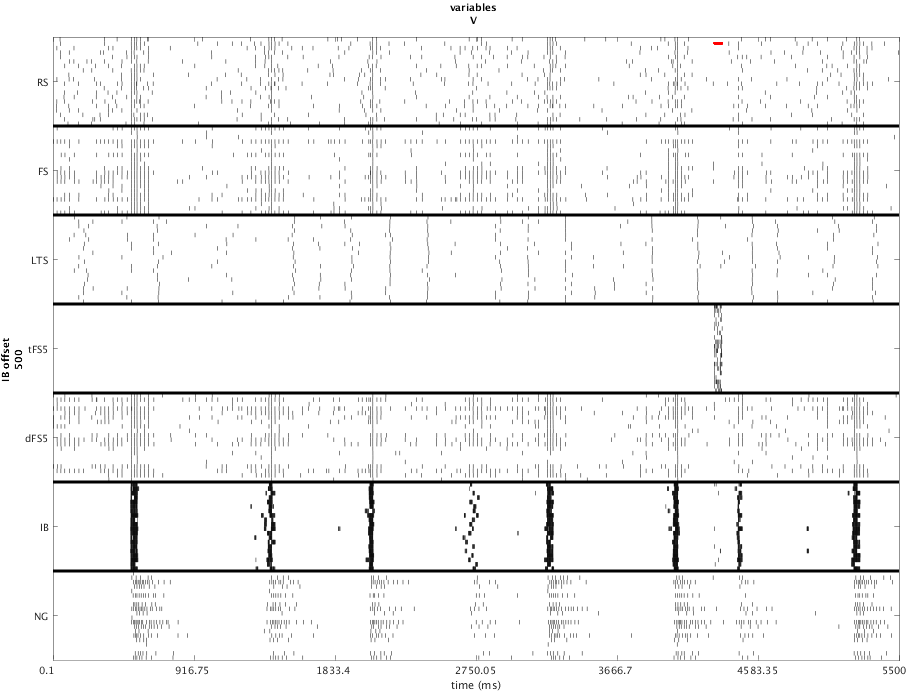 variables
V
RS
FS
LTS
tFS5
dFS5
IB
NG
IB offset
500
0.1
916.75
1833.4
2750.05
3666.7
4583.35
5500
time (ms)